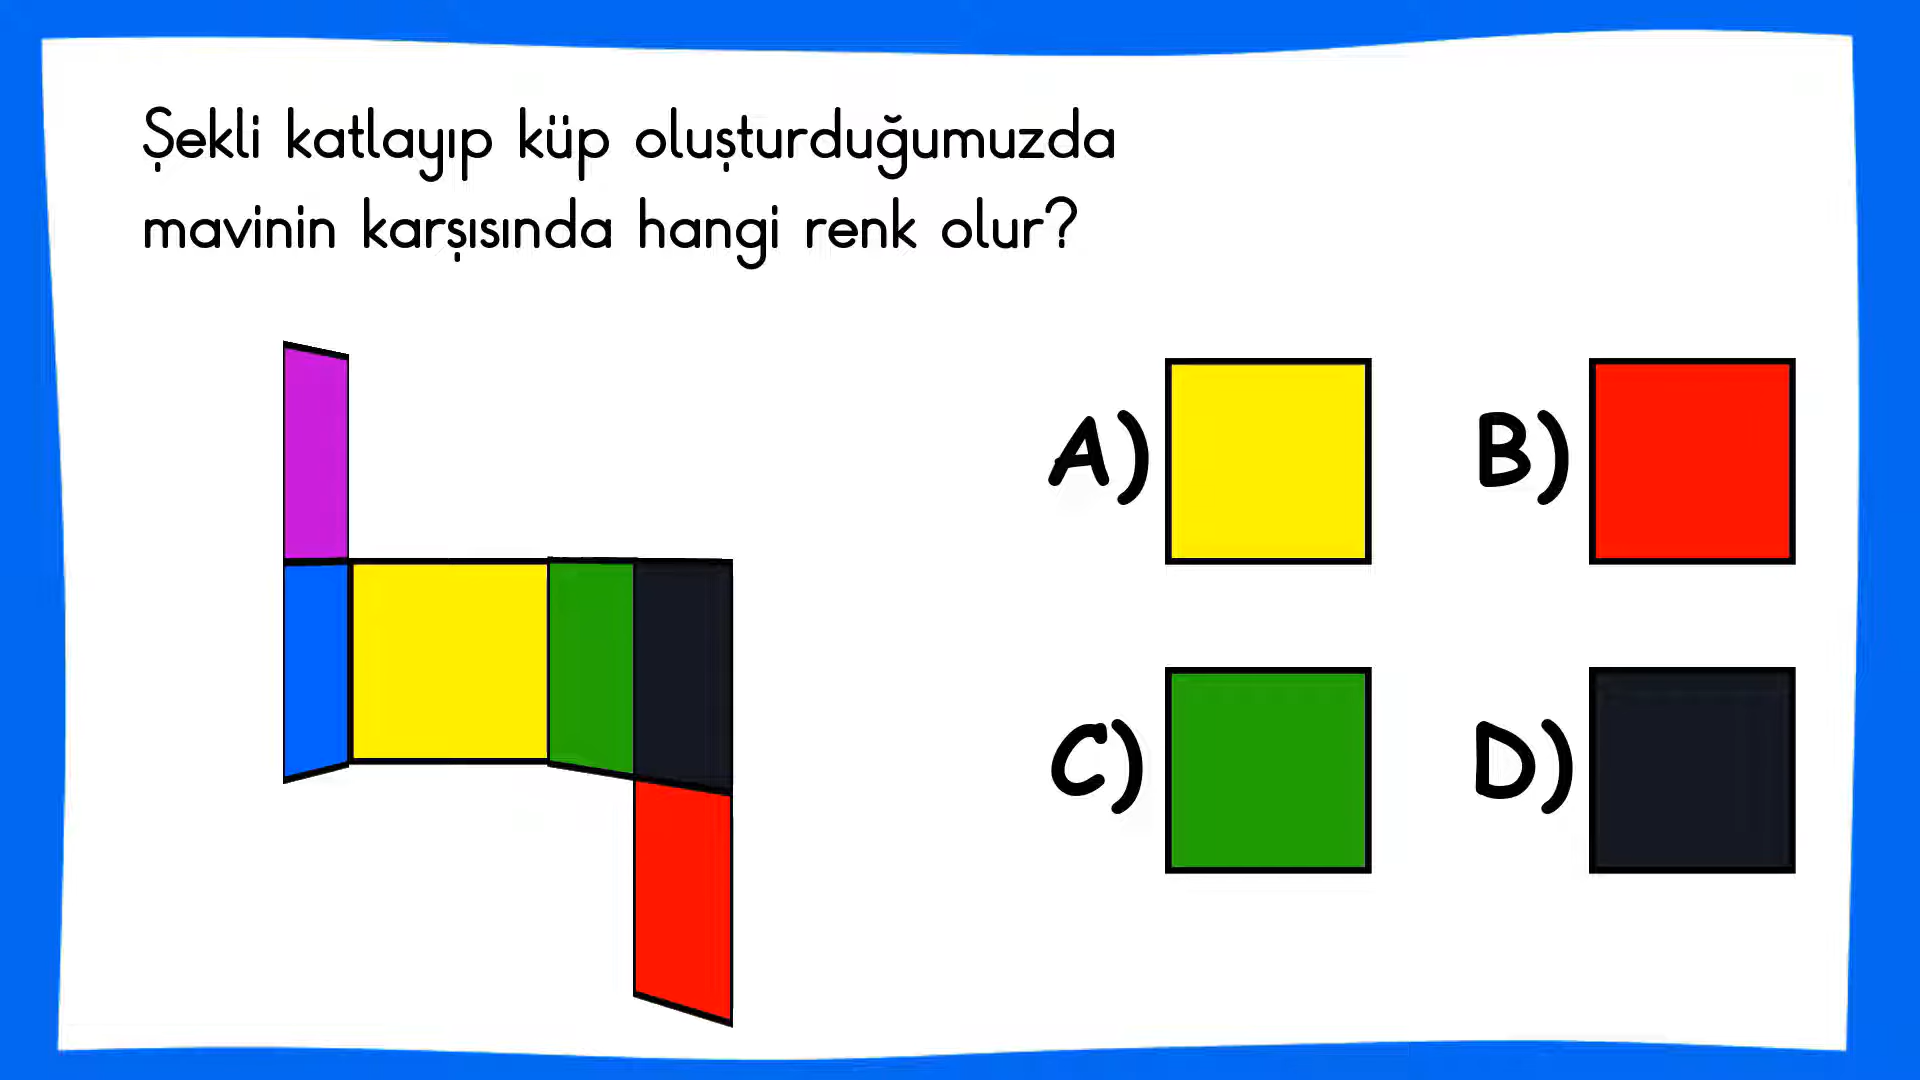 Şekli katlayıp küp oluşturduğumuzda
mavinin karşısında hangi renk olur?
A)
B)
C)
D)